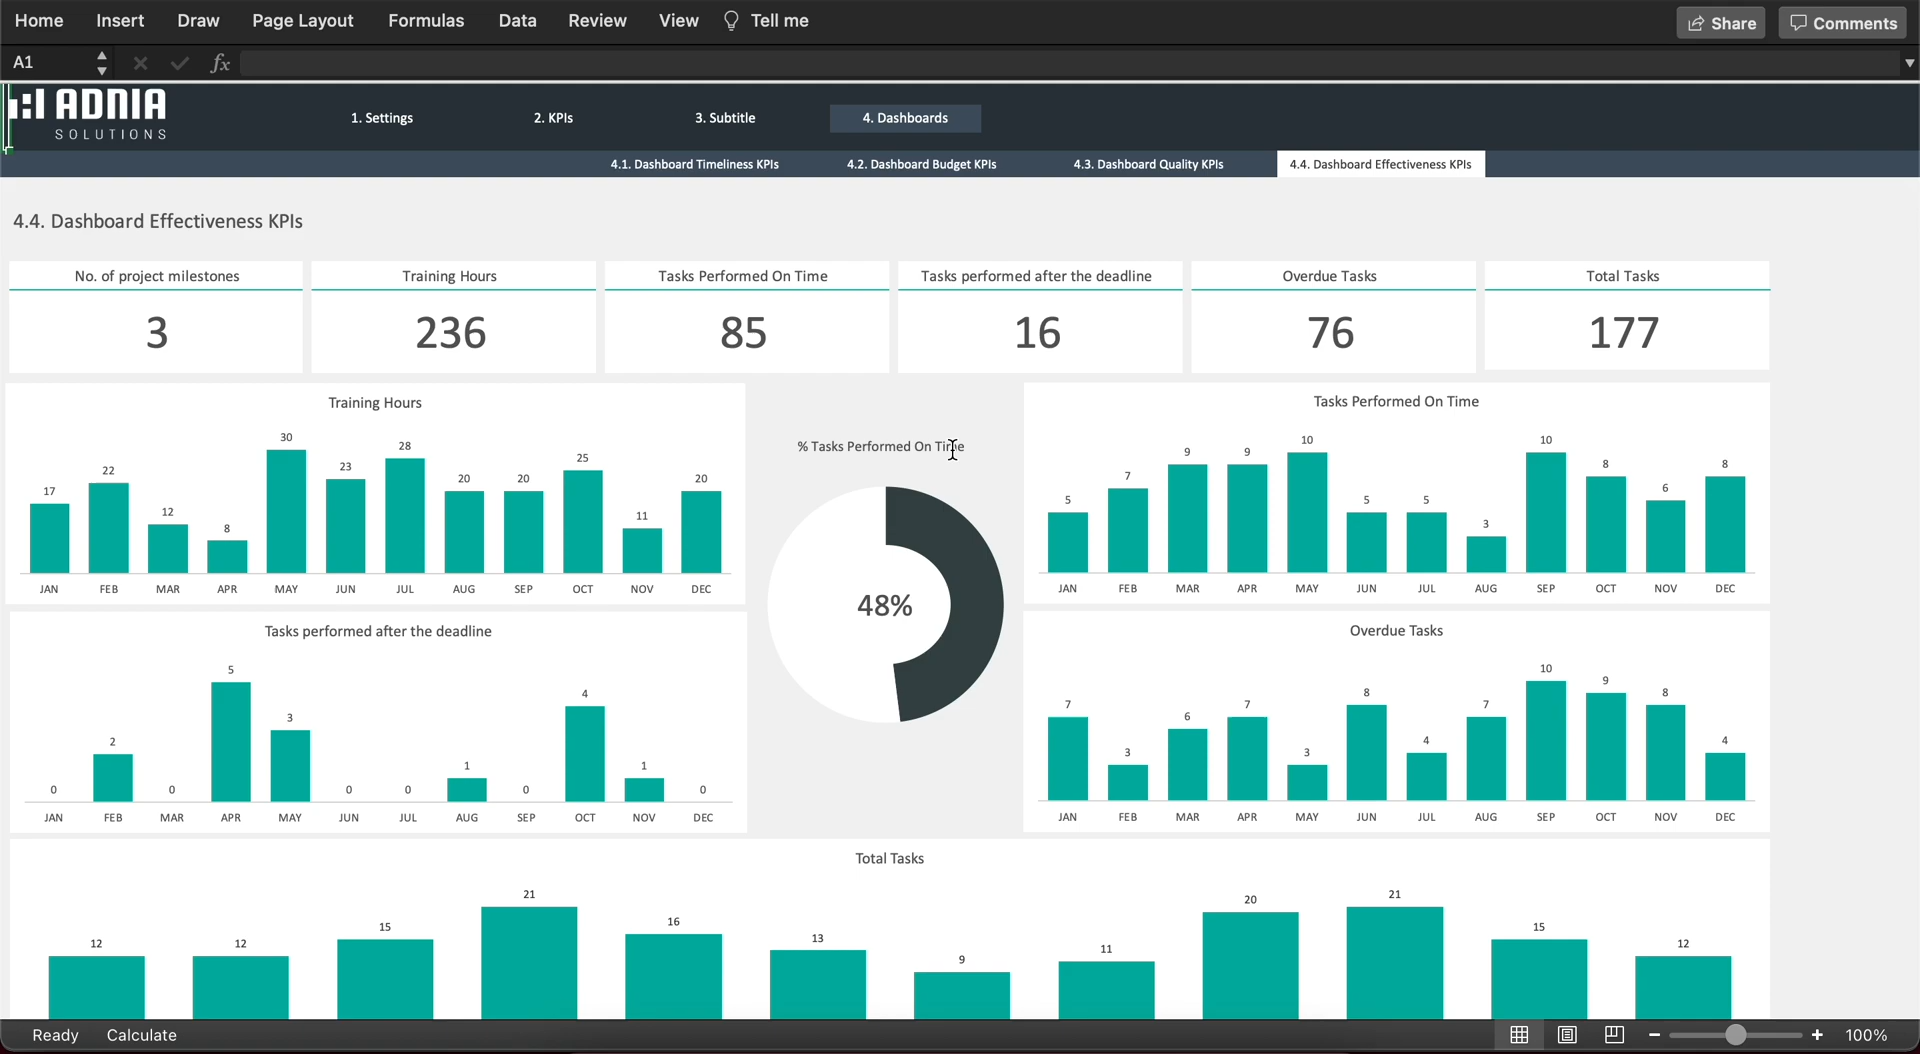 Home Insert Draw Page Layout Formulas Data Review View Tell me Share Comments
A1 fx
ADNIA
SOLUTIONS
1. Settings 2. KPIs 3. Subtitle 4. Dashboards
4.1. Dashboard Timeliness KPIs 4.2. Dashboard Budget KPIs 4.3. Dashboard Quality KPIs 4.4. Dashboard Effectiveness KPIs
4.4. Dashboard Effectiveness KPIs
No. of project milestones Training Hours Tasks Performed On Time Tasks performed after the deadline Overdue Tasks Total Tasks
3 236 85 16 76 177
Training Hours
17 22 12 8 30 23 28 20 20 25 11 20
JAN FEB MAR APR MAY JUN JUL AUG SEP OCT NOV DEC
% Tasks Performed On Time
48%
Tasks Performed On Time
5 7 9 9 10 5 5 3 10 8 6 8
JAN FEB MAR APR MAY JUN JUL AUG SEP OCT NOV DEC
Tasks performed after the deadline
0 2 0 5 3 0 0 1 0 4 1 0
JAN FEB MAR APR MAY JUN JUL AUG SEP OCT NOV DEC
Overdue Tasks
7 3 6 7 3 8 4 7 10 9 8 4
JAN FEB MAR APR MAY JUN JUL AUG SEP OCT NOV DEC
Total Tasks
12 12 15 21 16 13 9 11 20 21 15 12
Ready Calculate 100%